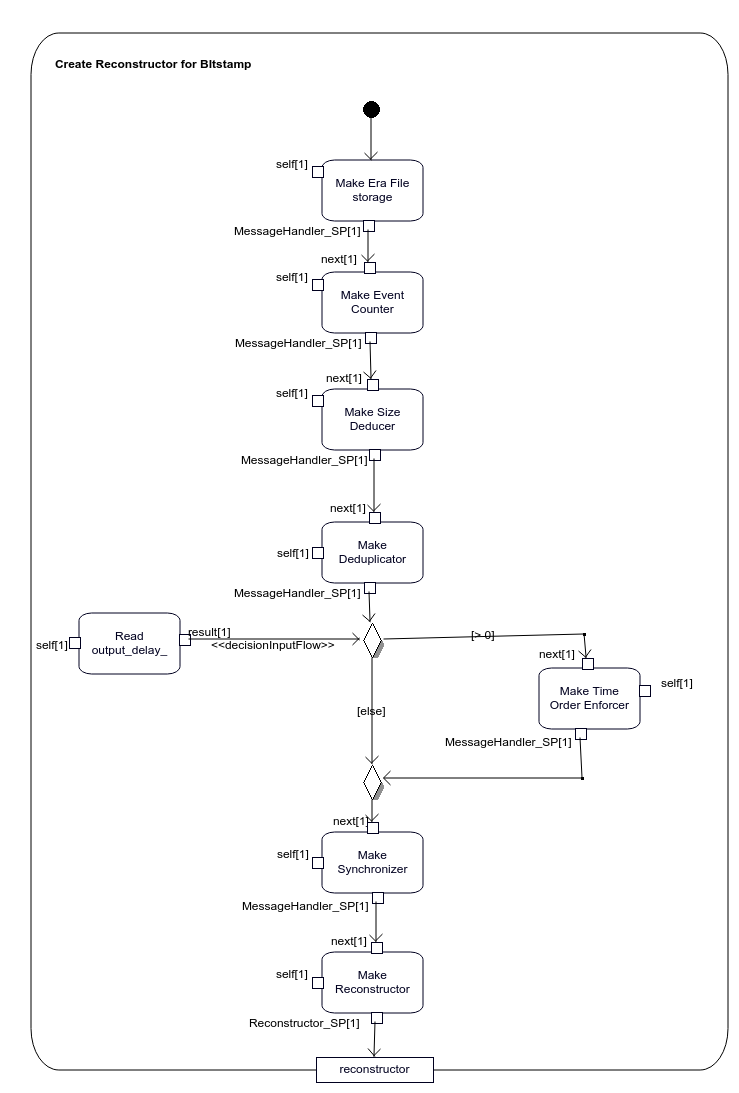 Create Reconstructor for BItstamp
self[1]
Make Era File
storage
MessageHandler_SP[1]
next[1]
self[1]
Make Event
Counter
MessageHandler_SP[1]
next[1]
self[1]
Make Size
Deducer
MessageHandler_SP[1]
next[1]
self[1]
Make
Deduplicator
MessageHandler_SP[1]
self[1]
Read
output_delay_
result[1]
<<decisionInputFlow>>
[> 0]
next[1]
Make Time
Order Enforcer
self[1]
MessageHandler_SP[1]
[else]
next[1]
self[1]
Make
Synchronizer
MessageHandler_SP[1]
next[1]
self[1]
Make
Reconstructor
Reconstructor_SP[1]
reconstructor